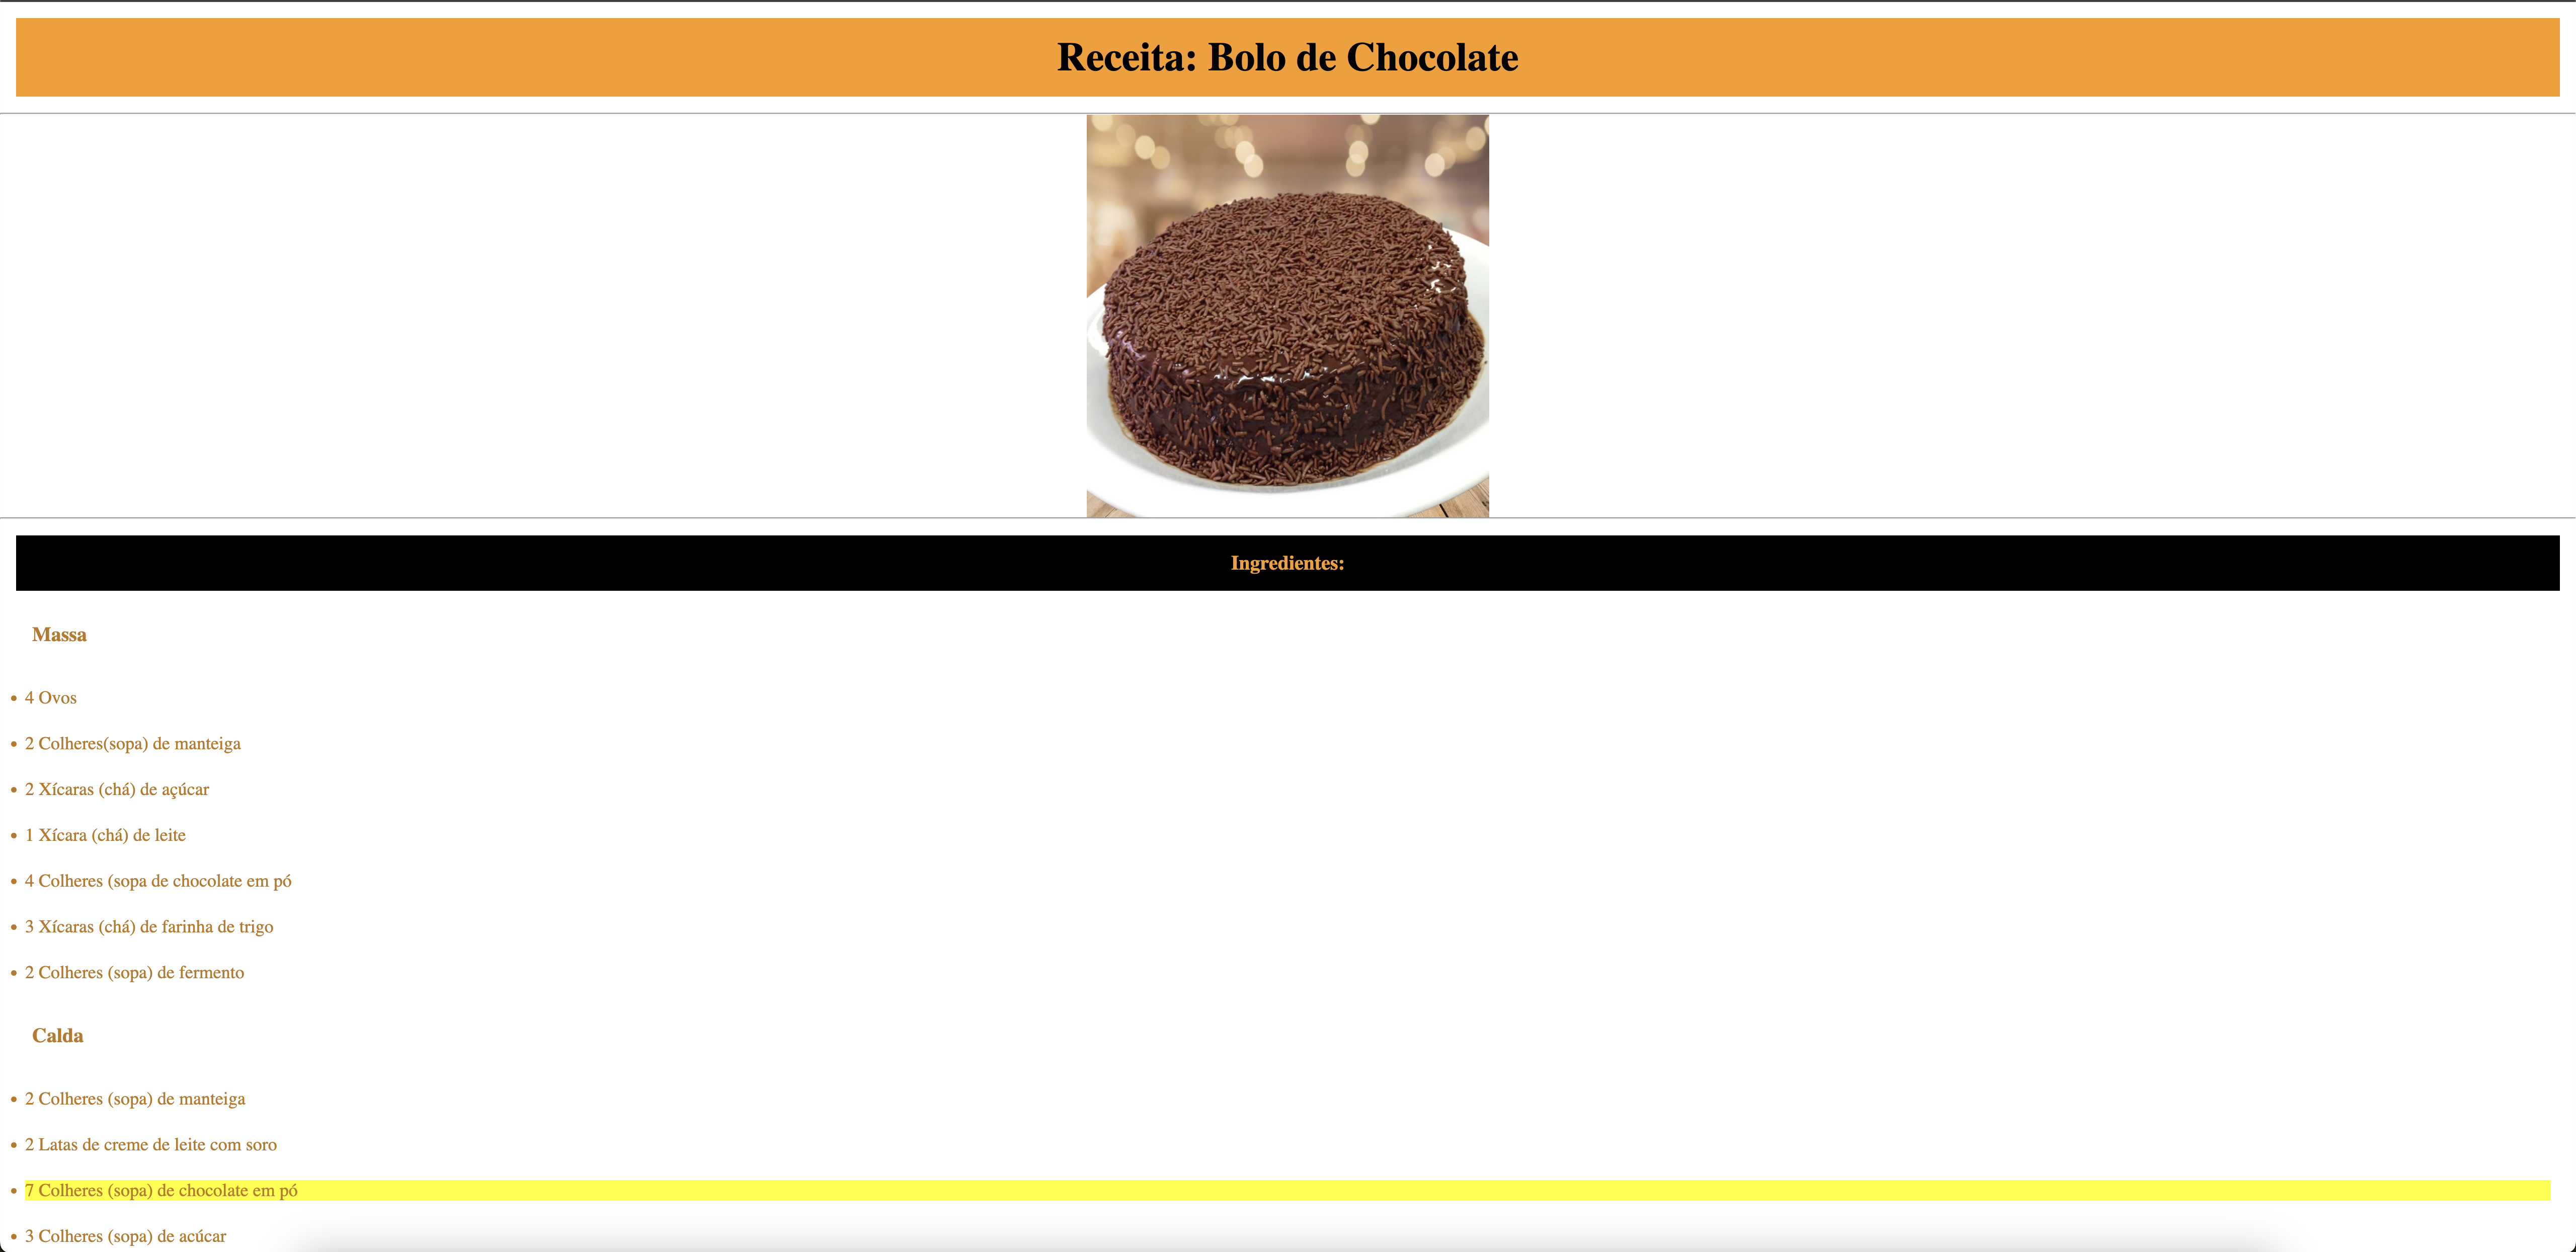 Receita: Bolo de Chocolate
Ingredientes:
Massa
• 4 Ovos
• 2 Colheres(sopa) de manteiga
• 2 Xícaras (chá) de açúcar
• 1 Xícara (chá) de leite
• 4 Colheres (sopa de chocolate em pó
• 3 Xícaras (chá) de farinha de trigo
• 2 Colheres (sopa) de fermento
Calda
• 2 Colheres (sopa) de manteiga
• 2 Latas de creme de leite com soro
• 7 Colheres (sopa) de chocolate em pó
• 3 Colheres (sopa) de acúcar